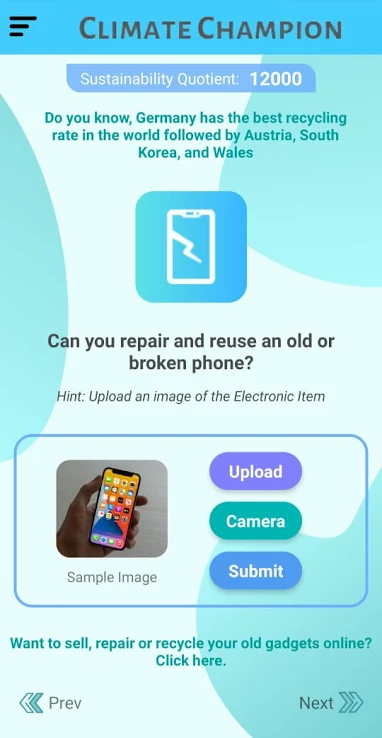 CLIMATE CHAMPION
Sustainability Quotient: 12000
Do you know, Germany has the best recycling
rate in the world followed by Austria, South
Korea, and Wales
Can you repair and reuse an old or
broken phone?
Hint: Upload an image of the Electronic Item
Upload
Camera
Submit
Sample Image
Want to sell, repair or recycle your old gadgets online?
Click here.
Prev
Next